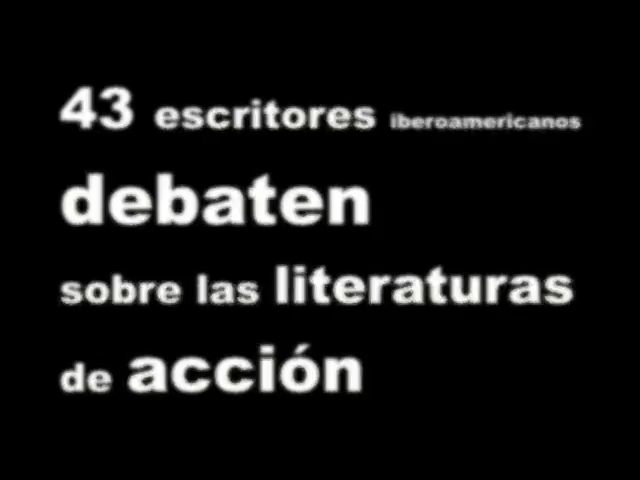 43 escritores iberoamericanos
debaten
sobre las literaturas
de acción